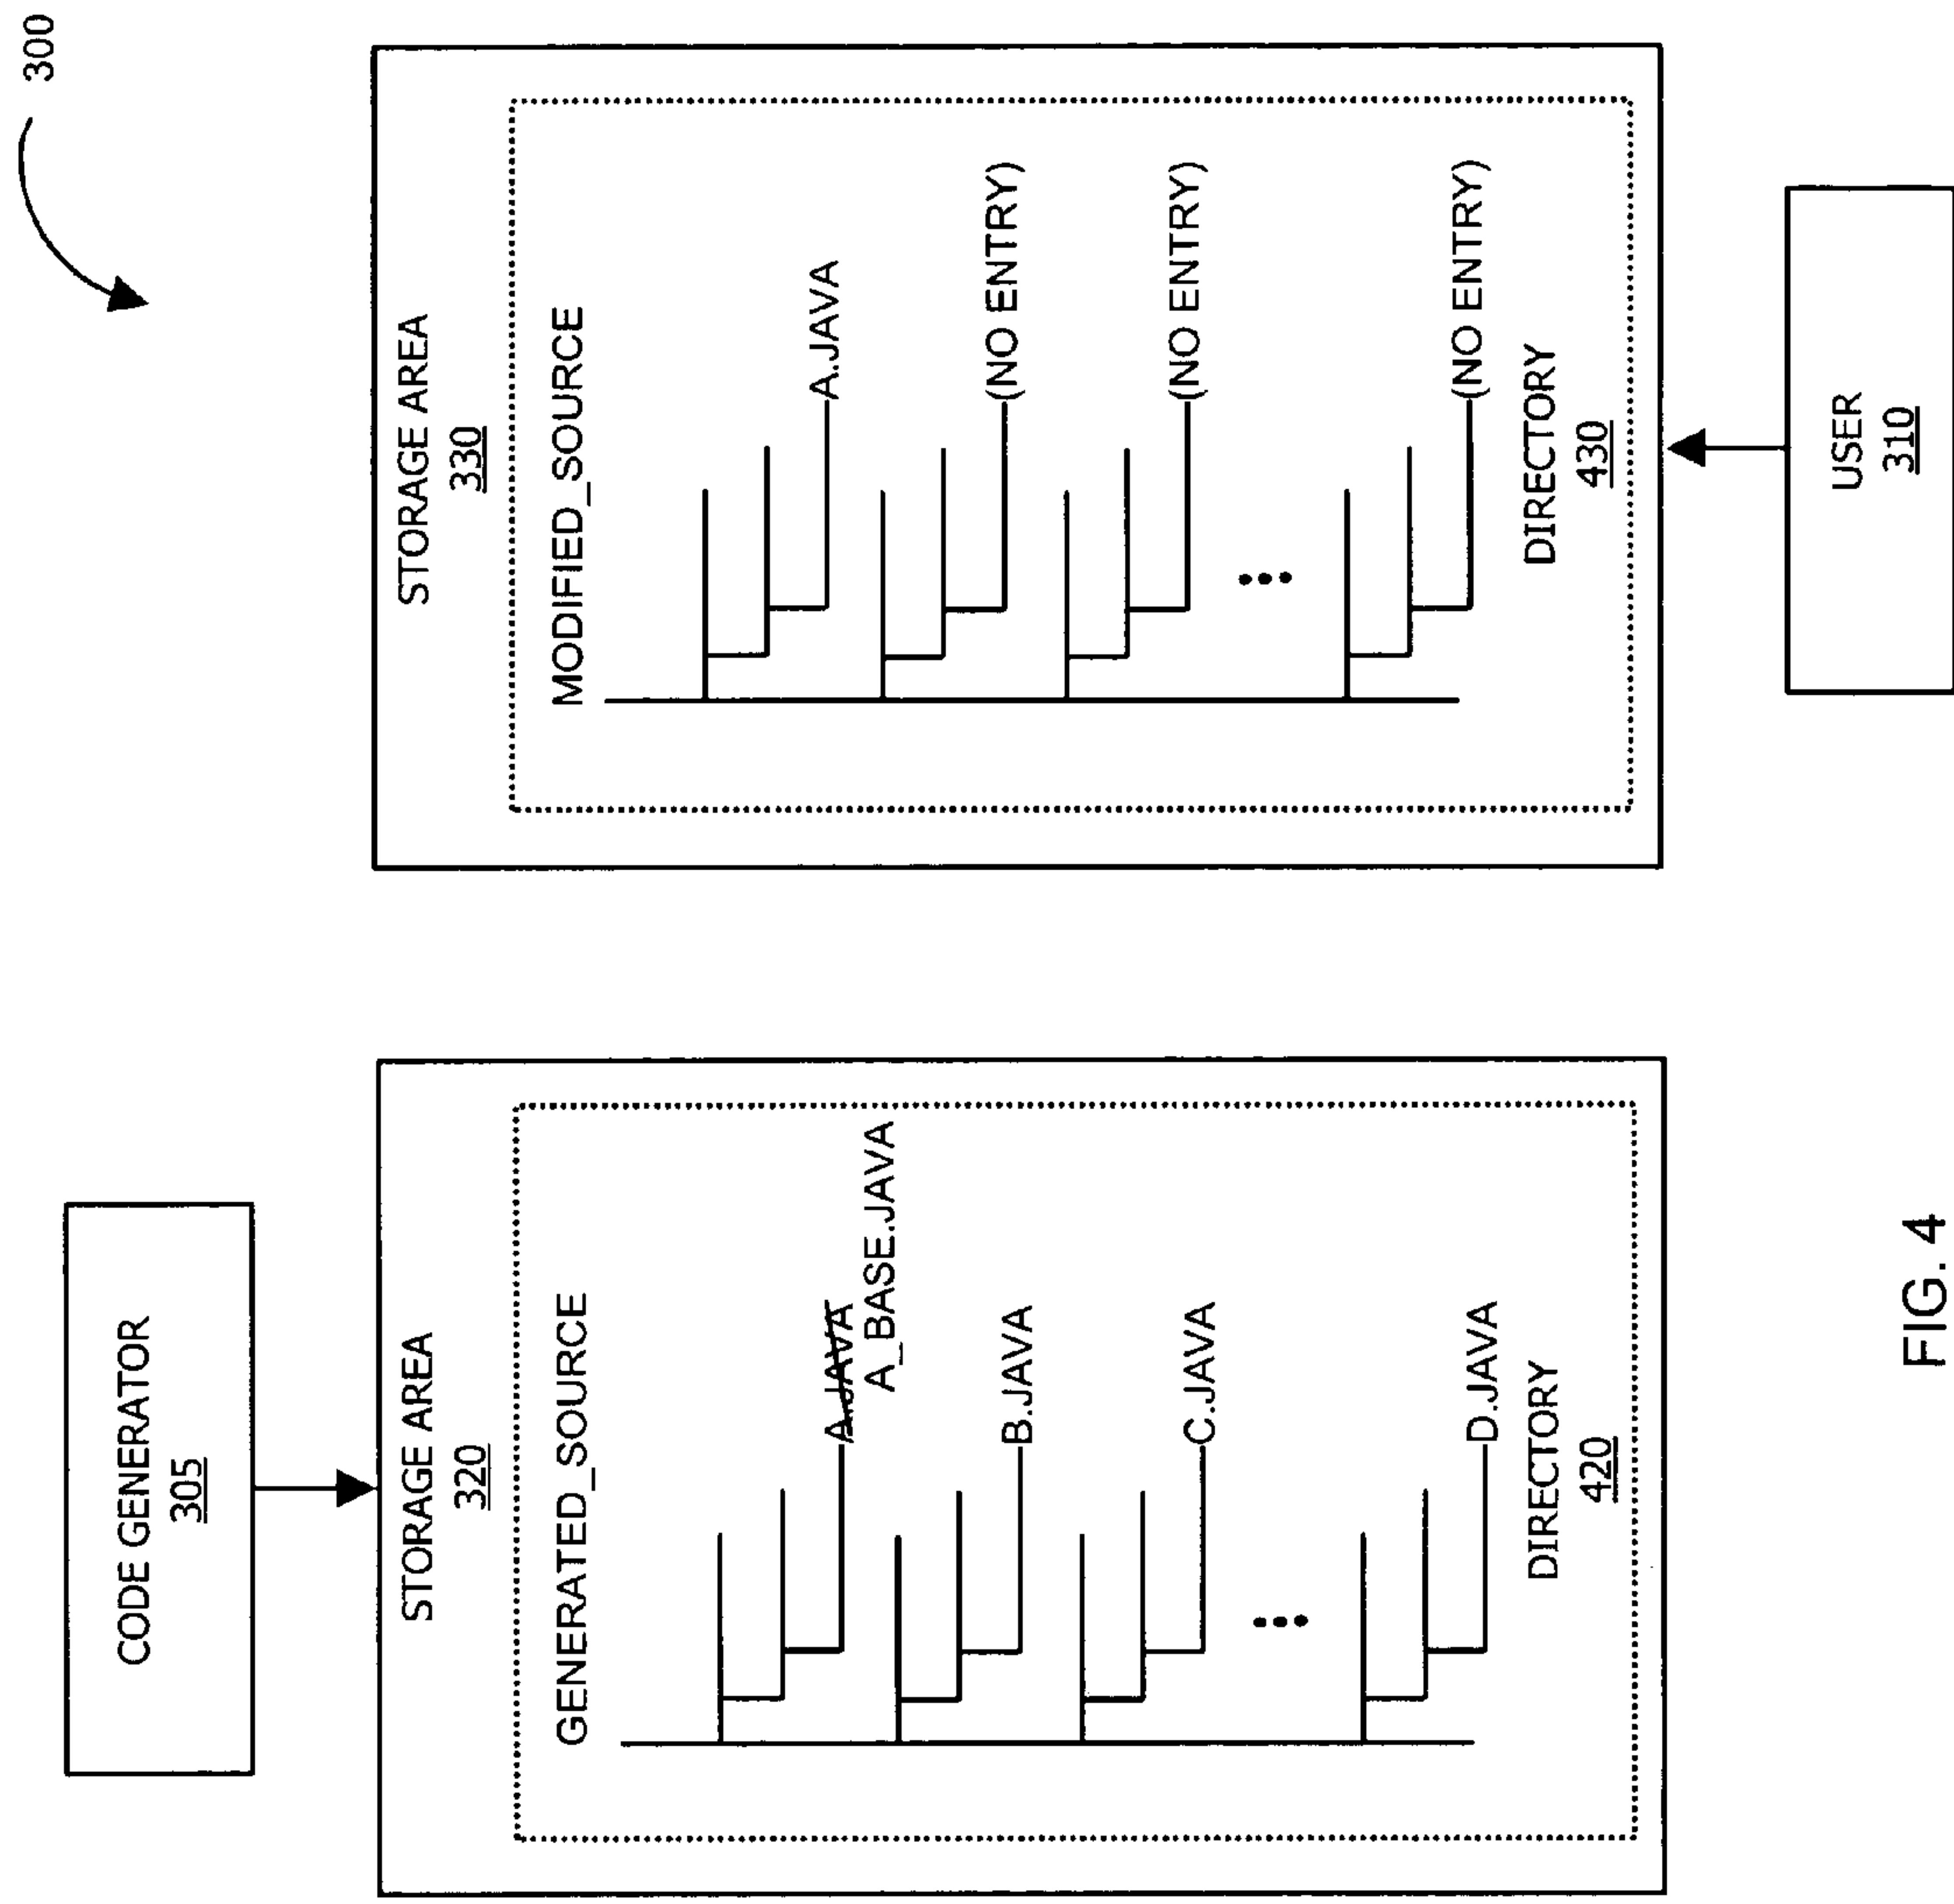 300
CODE GENERATOR
305
STORAGE AREA
320
GENERATED_SOURCE
A.JAVA
A_BASE.JAVA
B.JAVA
C.JAVA
D.JAVA
DIRECTORY
420
STORAGE AREA
330
MODIFIED_SOURCE
A.JAVA
(NO ENTRY)
(NO ENTRY)
(NO ENTRY)
DIRECTORY
430
USER
310
FIG. 4